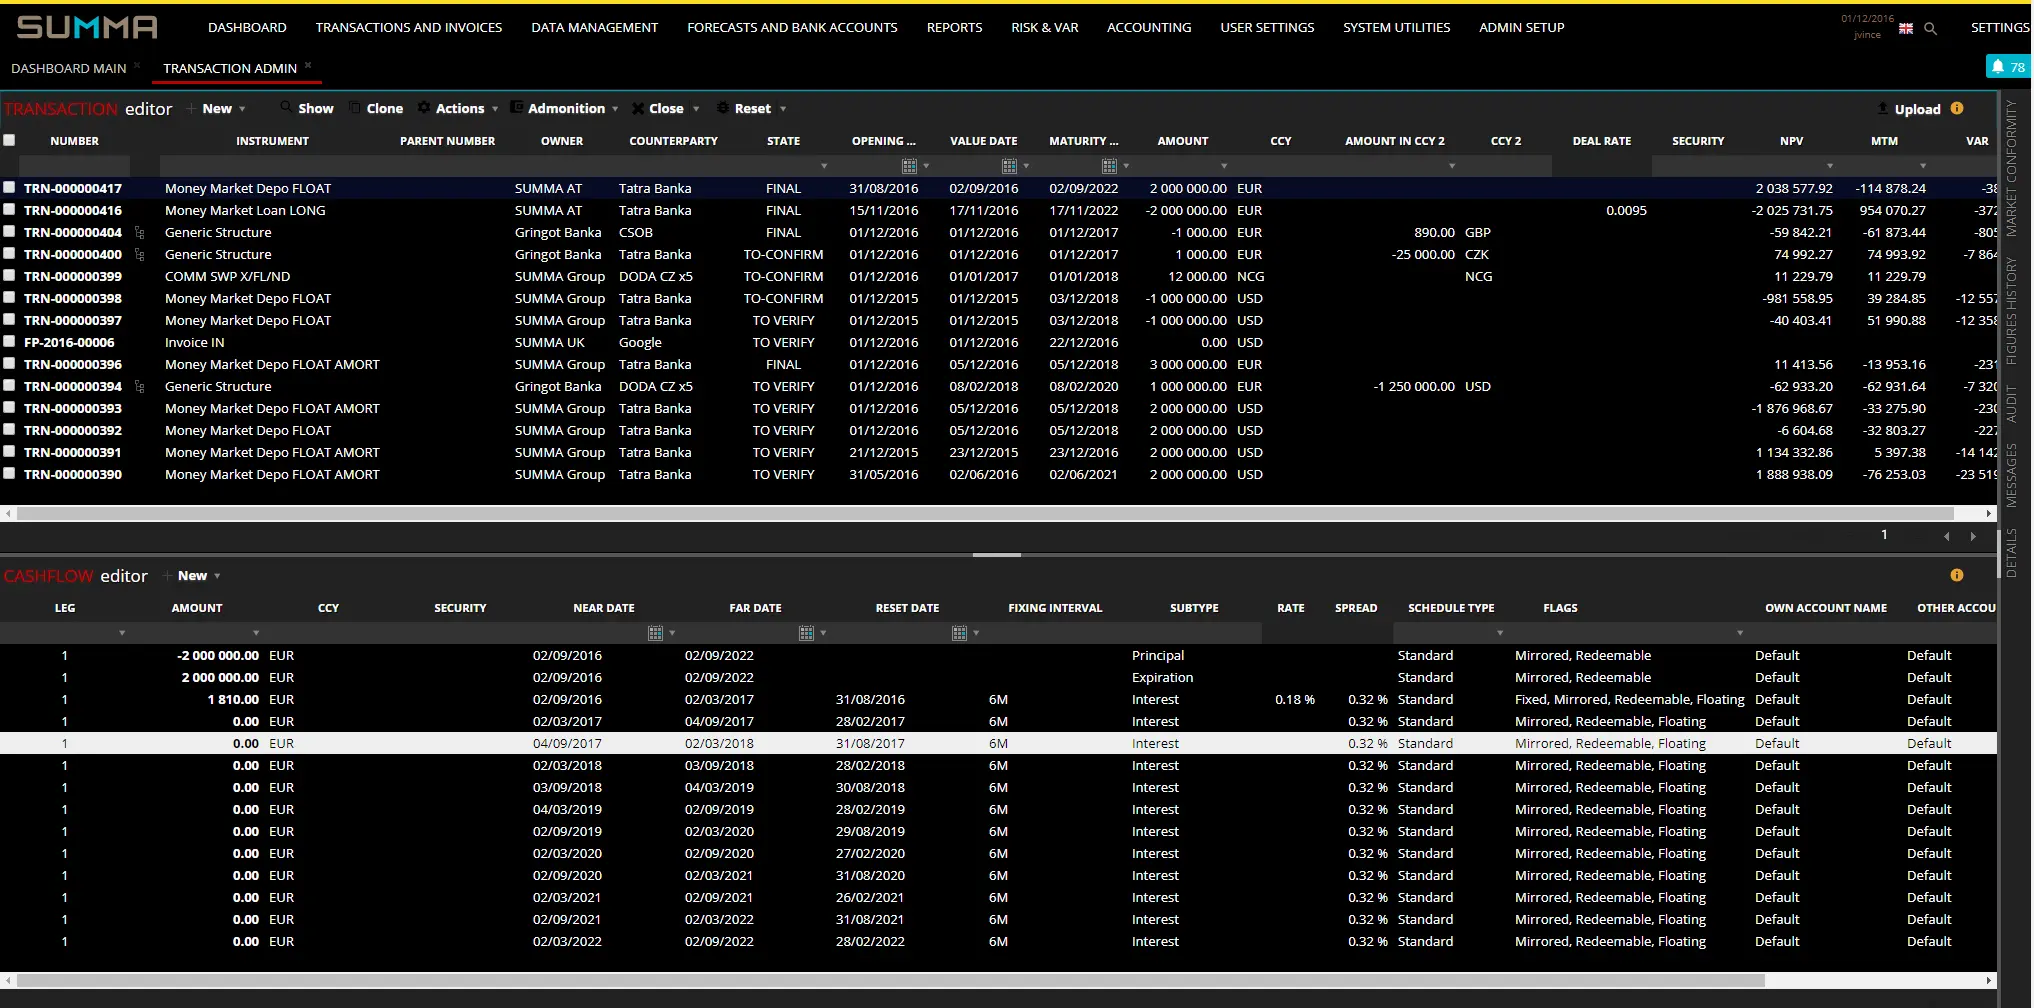 SUMMA DASHBOARD TRANSACTIONS AND INVOICES DATA MANAGEMENT FORECASTS AND BANK ACCOUNTS REPORTS RISK & VAR ACCOUNTING USER SETTINGS SYSTEM UTILITIES ADMIN SETUP 01/12/2016 jvince SETTINGS
DASHBOARD MAIN TRANSACTION ADMIN 78
TRANSACTION editor New Show Clone Actions Admonition Close Reset Upload
NUMBER INSTRUMENT PARENT NUMBER OWNER COUNTERPARTY STATE OPENING ... VALUE DATE MATURITY ... AMOUNT CCY AMOUNT IN CCY 2 CCY 2 DEAL RATE SECURITY NPV MTM VAR
TRN-000000417 Money Market Depo FLOAT SUMMA AT Tatra Banka FINAL 31/08/2016 02/09/2016 02/09/2022 2 000 000.00 EUR 2 038 577.92 -114 878.24 -38
TRN-000000416 Money Market Loan LONG SUMMA AT Tatra Banka FINAL 15/11/2016 17/11/2016 17/11/2022 -2 000 000.00 EUR 0.0095 -2 025 731.75 954 070.27 -372
TRN-000000404 Generic Structure Gringot Banka CSOB FINAL 01/12/2016 01/12/2016 01/12/2017 -1 000.00 EUR 890.00 GBP -59 842.21 -61 873.44 -805
TRN-000000400 Generic Structure Gringot Banka Tatra Banka TO-CONFIRM 01/12/2016 01/12/2016 01/12/2017 1 000.00 EUR -25 000.00 CZK 74 992.27 74 993.92 -7 864
TRN-000000399 COMM SWP X/FL/ND SUMMA Group DODA CZ x5 TO-CONFIRM 01/12/2016 01/01/2017 01/01/2018 12 000.00 NCG NCG 11 229.79 11 229.79
TRN-000000398 Money Market Depo FLOAT SUMMA Group Tatra Banka TO-CONFIRM 01/12/2015 01/12/2015 03/12/2018 -1 000 000.00 USD -981 558.95 39 284.85 -12 557
TRN-000000397 Money Market Depo FLOAT SUMMA Group Tatra Banka TO VERIFY 01/12/2015 01/12/2015 03/12/2018 -1 000 000.00 USD -40 403.41 51 990.88 -12 358
FP-2016-00006 Invoice IN SUMMA UK Google TO VERIFY 01/12/2016 01/12/2016 22/12/2016 0.00 USD
TRN-000000396 Money Market Depo FLOAT AMORT SUMMA Group Tatra Banka FINAL 01/12/2016 05/12/2016 05/12/2018 3 000 000.00 EUR 11 413.56 -13 953.16 -231
TRN-000000394 Generic Structure Gringot Banka DODA CZ x5 TO VERIFY 01/12/2016 08/02/2018 08/02/2020 1 000 000.00 EUR -1 250 000.00 USD -62 933.20 -62 931.64 -7 320
TRN-000000393 Money Market Depo FLOAT AMORT SUMMA Group Tatra Banka TO VERIFY 01/12/2016 05/12/2016 05/12/2018 2 000 000.00 USD -1 876 968.67 -33 275.90 -230
TRN-000000392 Money Market Depo FLOAT SUMMA Group Tatra Banka TO VERIFY 01/12/2016 05/12/2016 05/12/2018 2 000 000.00 USD -6 604.68 -32 803.27 -227
TRN-000000391 Money Market Depo FLOAT AMORT SUMMA Group Tatra Banka TO VERIFY 21/12/2015 23/12/2015 23/12/2016 2 000 000.00 USD 1 134 332.86 5 397.38 -14 142
TRN-000000390 Money Market Depo FLOAT AMORT SUMMA Group Tatra Banka TO VERIFY 31/05/2016 02/06/2016 02/06/2021 2 000 000.00 USD 1 888 938.09 -76 253.03 -23 519
1
MARKET CONFORMITY
FIGURES HISTORY
AUDIT
MESSAGES
DETAILS
CASHFLOW editor New
LEG AMOUNT CCY SECURITY NEAR DATE FAR DATE RESET DATE FIXING INTERVAL SUBTYPE RATE SPREAD SCHEDULE TYPE FLAGS OWN ACCOUNT NAME OTHER ACCOU
1 -2 000 000.00 EUR 02/09/2016 02/09/2022 Principal Standard Mirrored, Redeemable Default Default
1 2 000 000.00 EUR 02/09/2016 02/09/2022 Expiration Standard Mirrored, Redeemable Default Default
1 1 810.00 EUR 02/09/2016 02/03/2017 31/08/2016 6M Interest 0.18 % 0.32 % Standard Fixed, Mirrored, Redeemable, Floating Default Default
1 0.00 EUR 02/03/2017 04/09/2017 28/02/2017 6M Interest 0.32 % Standard Mirrored, Redeemable, Floating Default Default
1 0.00 EUR 04/09/2017 02/03/2018 31/08/2017 6M Interest 0.32 % Standard Mirrored, Redeemable, Floating Default Default
1 0.00 EUR 02/03/2018 03/09/2018 28/02/2018 6M Interest 0.32 % Standard Mirrored, Redeemable, Floating Default Default
1 0.00 EUR 03/09/2018 04/03/2019 30/08/2018 6M Interest 0.32 % Standard Mirrored, Redeemable, Floating Default Default
1 0.00 EUR 04/03/2019 02/09/2019 28/02/2019 6M Interest 0.32 % Standard Mirrored, Redeemable, Floating Default Default
1 0.00 EUR 02/09/2019 02/03/2020 29/08/2019 6M Interest 0.32 % Standard Mirrored, Redeemable, Floating Default Default
1 0.00 EUR 02/03/2020 02/09/2020 27/02/2020 6M Interest 0.32 % Standard Mirrored, Redeemable, Floating Default Default
1 0.00 EUR 02/09/2020 02/03/2021 31/08/2020 6M Interest 0.32 % Standard Mirrored, Redeemable, Floating Default Default
1 0.00 EUR 02/03/2021 02/09/2021 26/02/2021 6M Interest 0.32 % Standard Mirrored, Redeemable, Floating Default Default
1 0.00 EUR 02/09/2021 02/03/2022 31/08/2021 6M Interest 0.32 % Standard Mirrored, Redeemable, Floating Default Default
1 0.00 EUR 02/03/2022 02/09/2022 28/02/2022 6M Interest 0.32 % Standard Mirrored, Redeemable, Floating Default Default